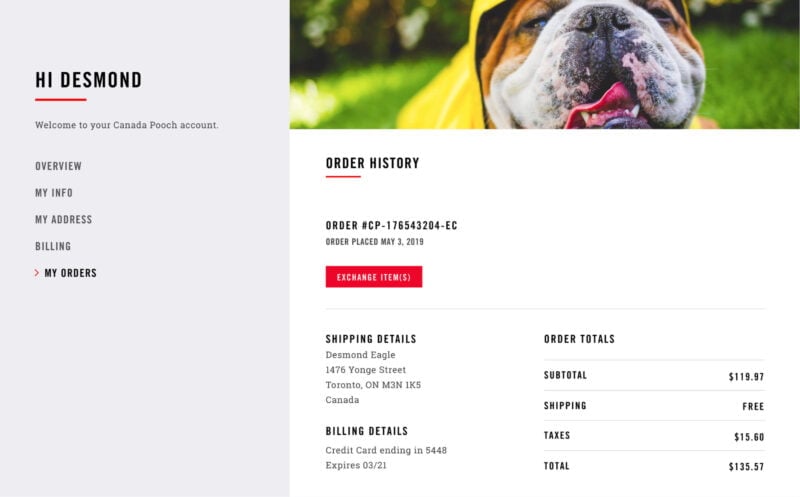 HI DESMOND
Welcome to your Canada Pooch account.
OVERVIEW
MY INFO
MY ADDRESS
BILLING
> MY ORDERS
ORDER HISTORY
ORDER #CP-176543204-EC
ORDER PLACED MAY 3, 2019
EXCHANGE ITEM(S)
SHIPPING DETAILS
Desmond Eagle
1476 Yonge Street
Toronto, ON M3N 1K5
Canada
BILLING DETAILS
Credit Card ending in 5448
Expires 03/21
ORDER TOTALS
SUBTOTAL $119.97
SHIPPING FREE
TAXES $15.60
TOTAL $135.57